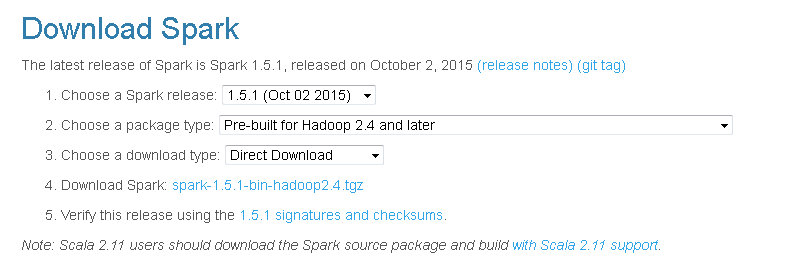 Download Spark
The latest release of Spark is Spark 1.5.1, released on October 2, 2015 (release notes) (git tag)
1. Choose a Spark release: 1.5.1 (Oct 02 2015)
2. Choose a package type: Pre-built for Hadoop 2.4 and later
3. Choose a download type: Direct Download
4. Download Spark: spark-1.5.1-bin-hadoop2.4.tgz
5. Verify this release using the 1.5.1 signatures and checksums.
Note: Scala 2.11 users should download the Spark source package and build with Scala 2.11 support.